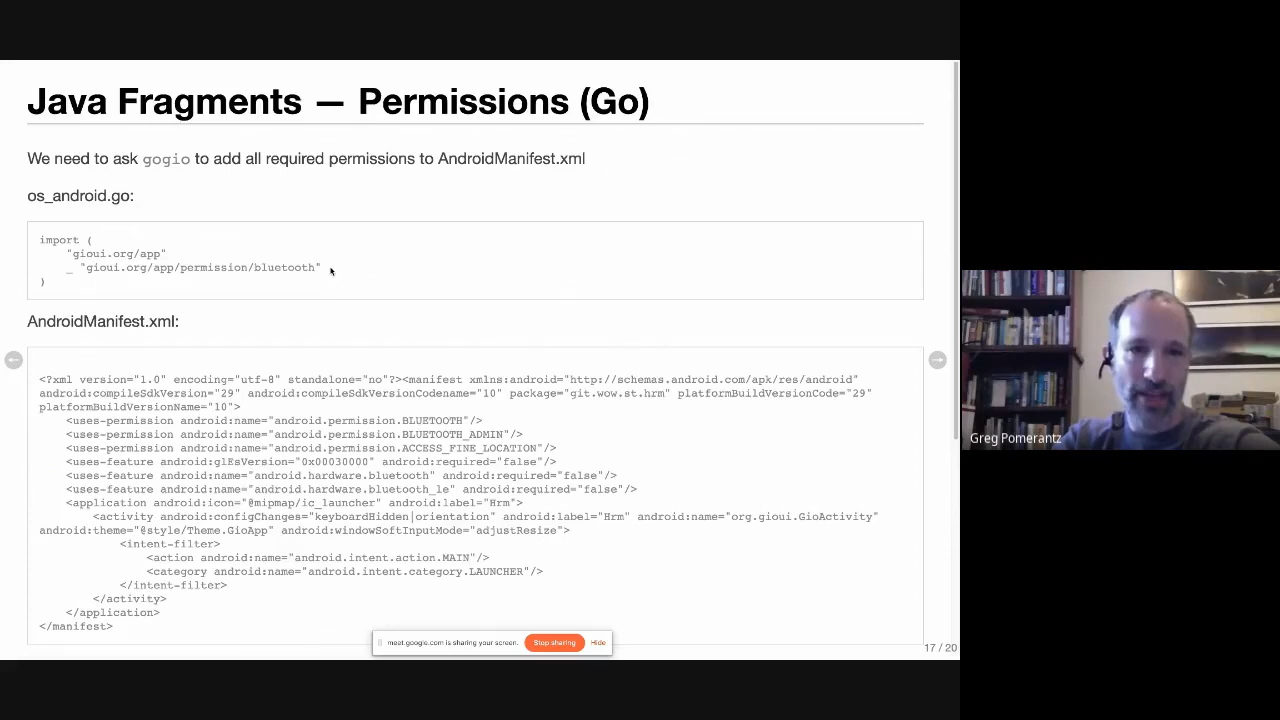 Java Fragments — Permissions (Go)
We need to ask gogio to add all required permissions to AndroidManifest.xml
os_android.go:
import (
    "gioui.org/app"
    _ "gioui.org/app/permission/bluetooth"
)
AndroidManifest.xml:
<?xml version="1.0" encoding="utf-8" standalone="no"?><manifest xmlns:android="http://schemas.android.com/apk/res/android"
android:compileSdkVersion="29" android:compileSdkVersionCodename="10" package="git.wow.st.hrm" platformBuildVersionCode="29"
platformBuildVersionName="10">
    <uses-permission android:name="android.permission.BLUETOOTH"/>
    <uses-permission android:name="android.permission.BLUETOOTH_ADMIN"/>
    <uses-permission android:name="android.permission.ACCESS_FINE_LOCATION"/>
    <uses-feature android:glEsVersion="0x00030000" android:required="false"/>
    <uses-feature android:name="android.hardware.bluetooth" android:required="false"/>
    <uses-feature android:name="android.hardware.bluetooth_le" android:required="false"/>
    <application android:icon="@mipmap/ic_launcher" android:label="Hrm">
        <activity android:configChanges="keyboardHidden|orientation" android:label="Hrm" android:name="org.gioui.GioActivity"
android:theme="@style/Theme.GioApp" android:windowSoftInputMode="adjustResize">
            <intent-filter>
                <action android:name="android.intent.action.MAIN"/>
                <category android:name="android.intent.category.LAUNCHER"/>
            </intent-filter>
        </activity>
    </application>
</manifest>
meet.google.com is sharing your screen. Stop sharing Hide
17 / 20
Greg Pomerantz